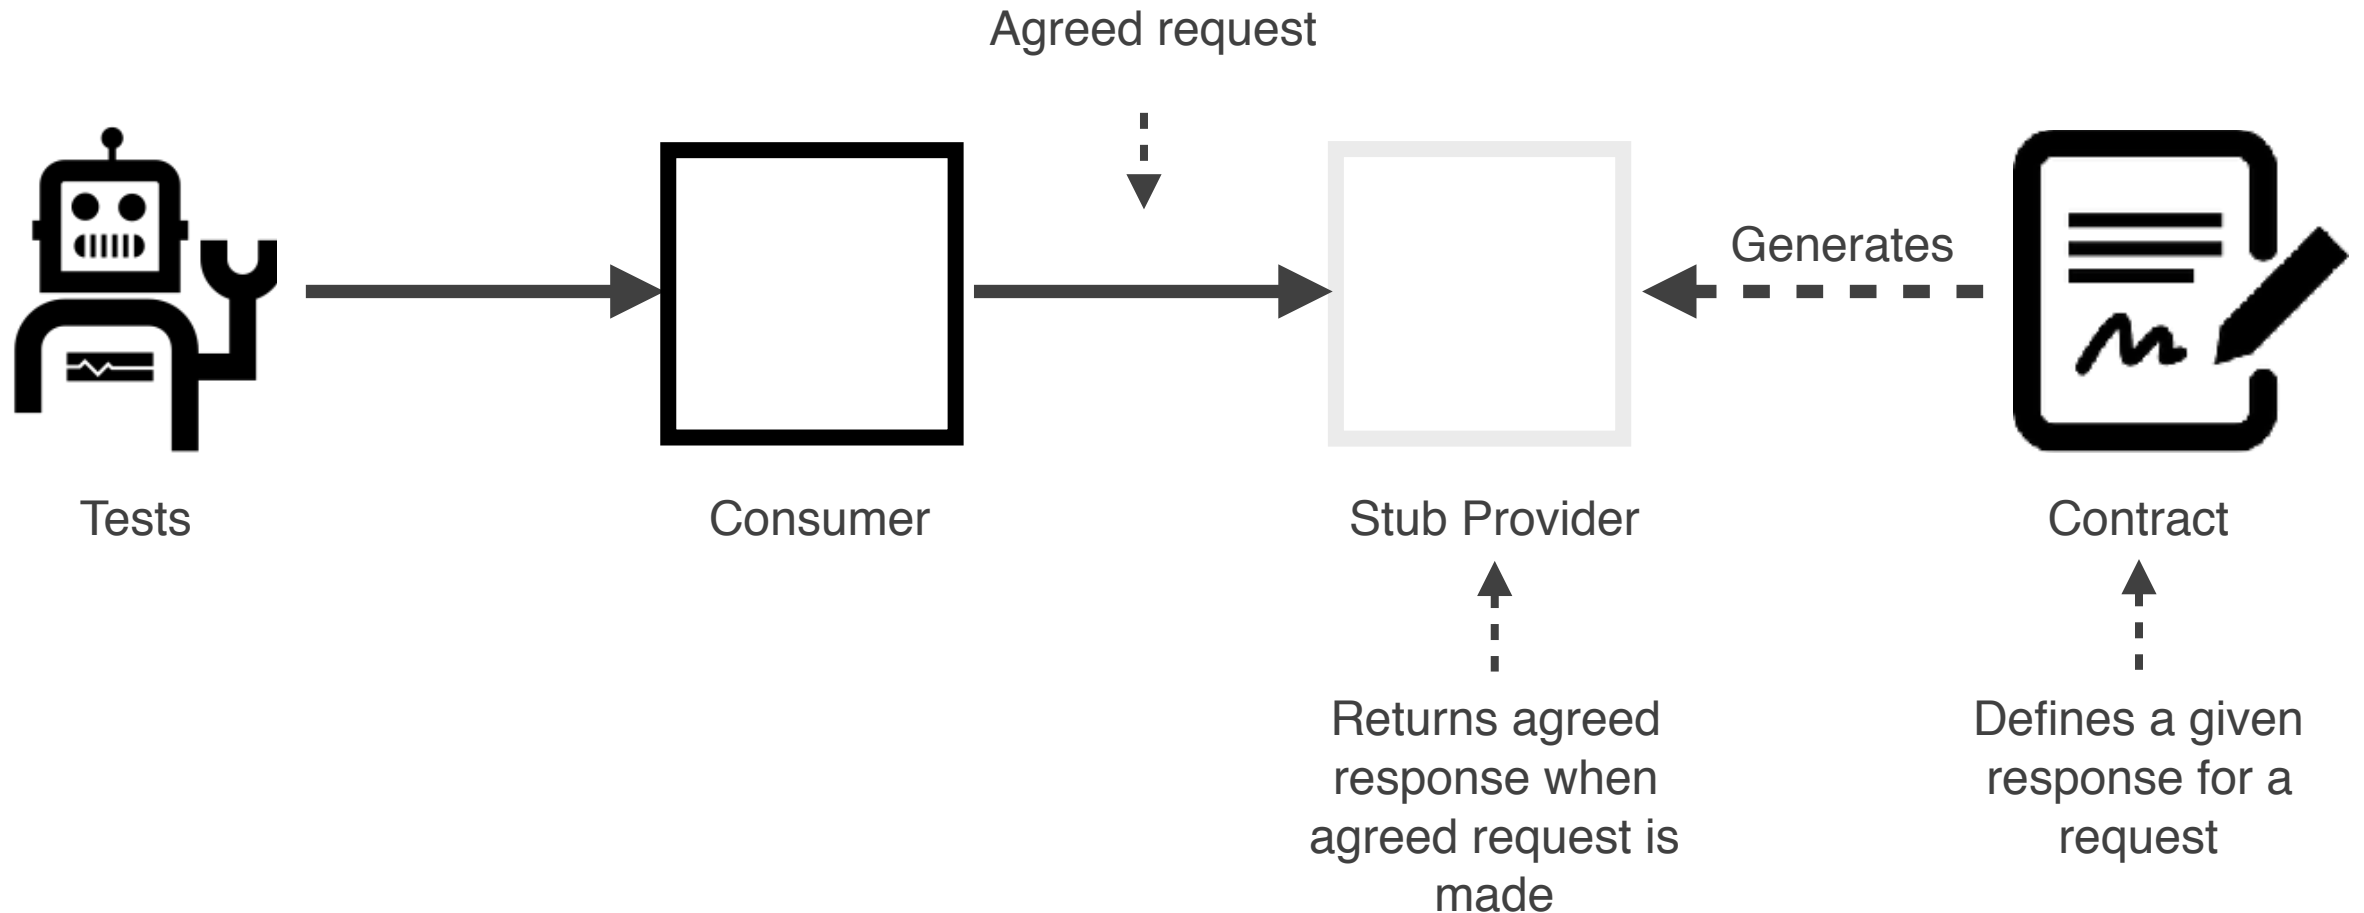 Agreed request
Generates
Tests
Consumer
Stub Provider
Contract
Returns agreed
response when
agreed request is
made
Defines a given
response for a
request